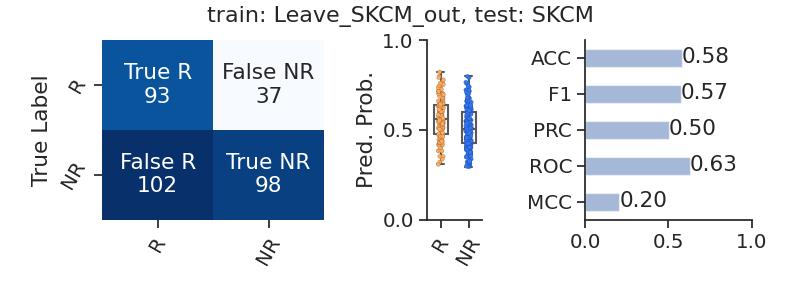 train: Leave_SKCM_out, test: SKCM
True Label
R
NR
True R
93
False NR
37
False R
102
True NR
98
R
NR
Pred. Prob.
1.0
0.5
0.0
R
NR
ACC
F1
PRC
ROC
MCC
0.58
0.57
0.50
0.63
0.20
0.0
0.5
1.0